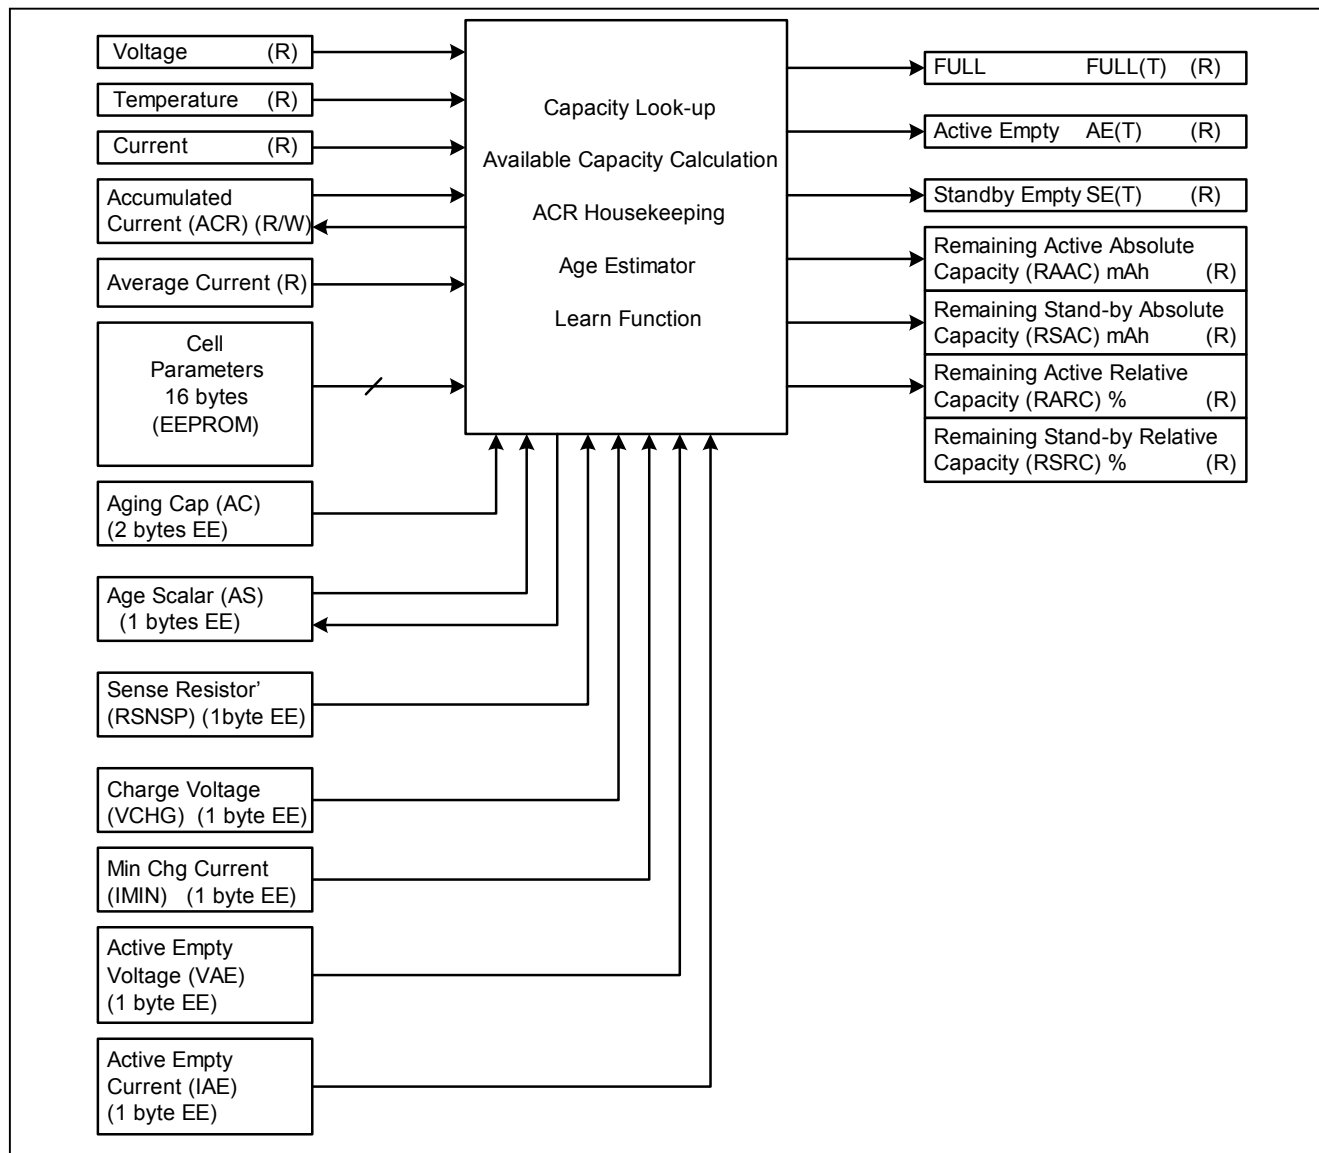 Voltage (R)
Temperature (R)
Current (R)
Accumulated
Current (ACR) (R/W)
Average Current (R)
Cell
Parameters
16 bytes
(EEPROM)
Aging Cap (AC)
(2 bytes EE)
Age Scalar (AS)
(1 bytes EE)
Sense Resistor’
(RSNSP) (1byte EE)
Charge Voltage
(VCHG) (1 byte EE)
Min Chg Current
(IMIN) (1 byte EE)
Active Empty
Voltage (VAE)
(1 byte EE)
Active Empty
Current (IAE)
(1 byte EE)
Capacity Look-up
Available Capacity Calculation
ACR Housekeeping
Age Estimator
Learn Function
FULL FULL(T) (R)
Active Empty AE(T) (R)
Standby Empty SE(T) (R)
Remaining Active Absolute
Capacity (RAAC) mAh (R)
Remaining Stand-by Absolute
Capacity (RSAC) mAh (R)
Remaining Active Relative
Capacity (RARC) % (R)
Remaining Stand-by Relative
Capacity (RSRC) % (R)